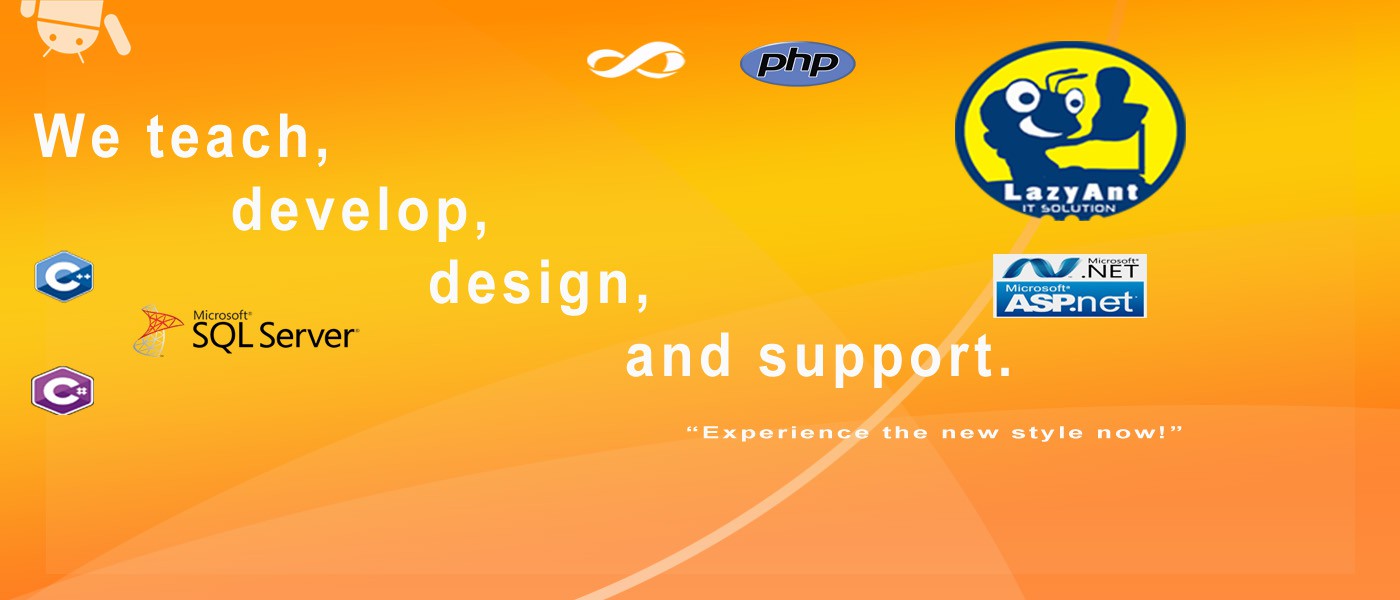 php
LazyAnt
IT SOLUTION
We teach,
develop,
design,
and support.
C++
Microsoft®
SQL Server®
C#
Microsoft®
.NET
Microsoft®
ASP.net
“Experience the new style now!”